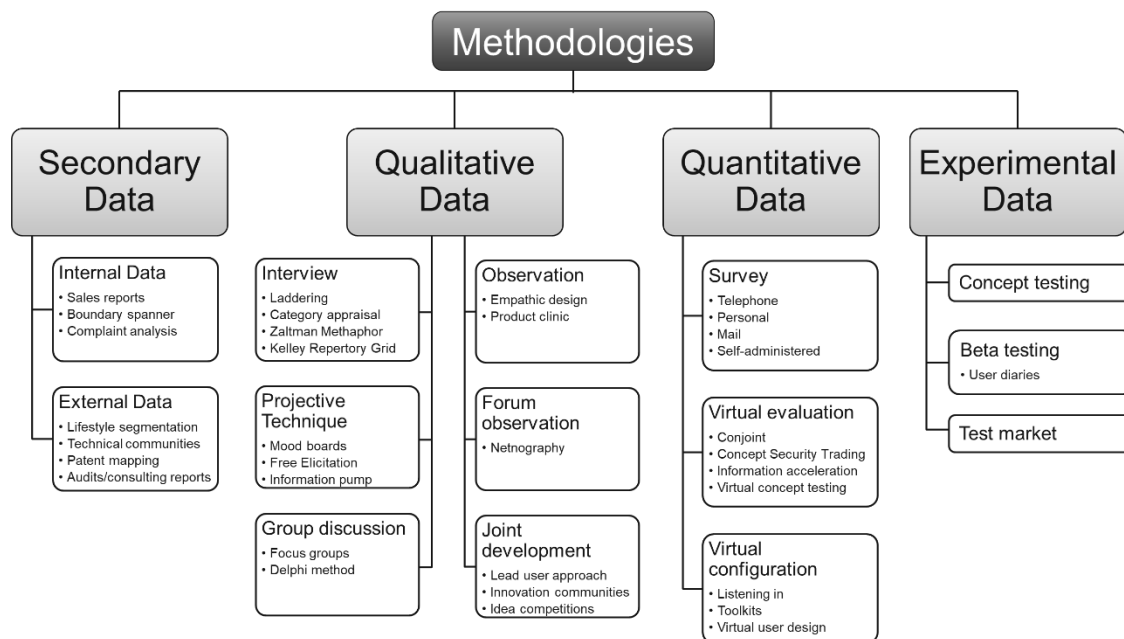 Methodologies
Secondary
Data
Qualitative
Data
Quantitative
Data
Experimental
Data
Internal Data
• Sales reports
• Boundary spanner
• Complaint analysis
External Data
• Lifestyle segmentation
• Technical communities
• Patent mapping
• Audits/consulting reports
Interview
• Laddering
• Category appraisal
• Zaltman Methaphor
• Kelley Repertory Grid
Projective
Technique
• Mood boards
• Free Elicitation
• Information pump
Group discussion
• Focus groups
• Delphi method
Observation
• Empathic design
• Product clinic
Forum
observation
• Netnography
Joint
development
• Lead user approach
• Innovation communities
• Idea competitions
Survey
• Telephone
• Personal
• Mail
• Self-administered
Virtual evaluation
• Conjoint
• Concept Security Trading
• Information acceleration
• Virtual concept testing
Virtual
configuration
• Listening in
• Toolkits
• Virtual user design
Concept testing
Beta testing
• User diaries
Test market